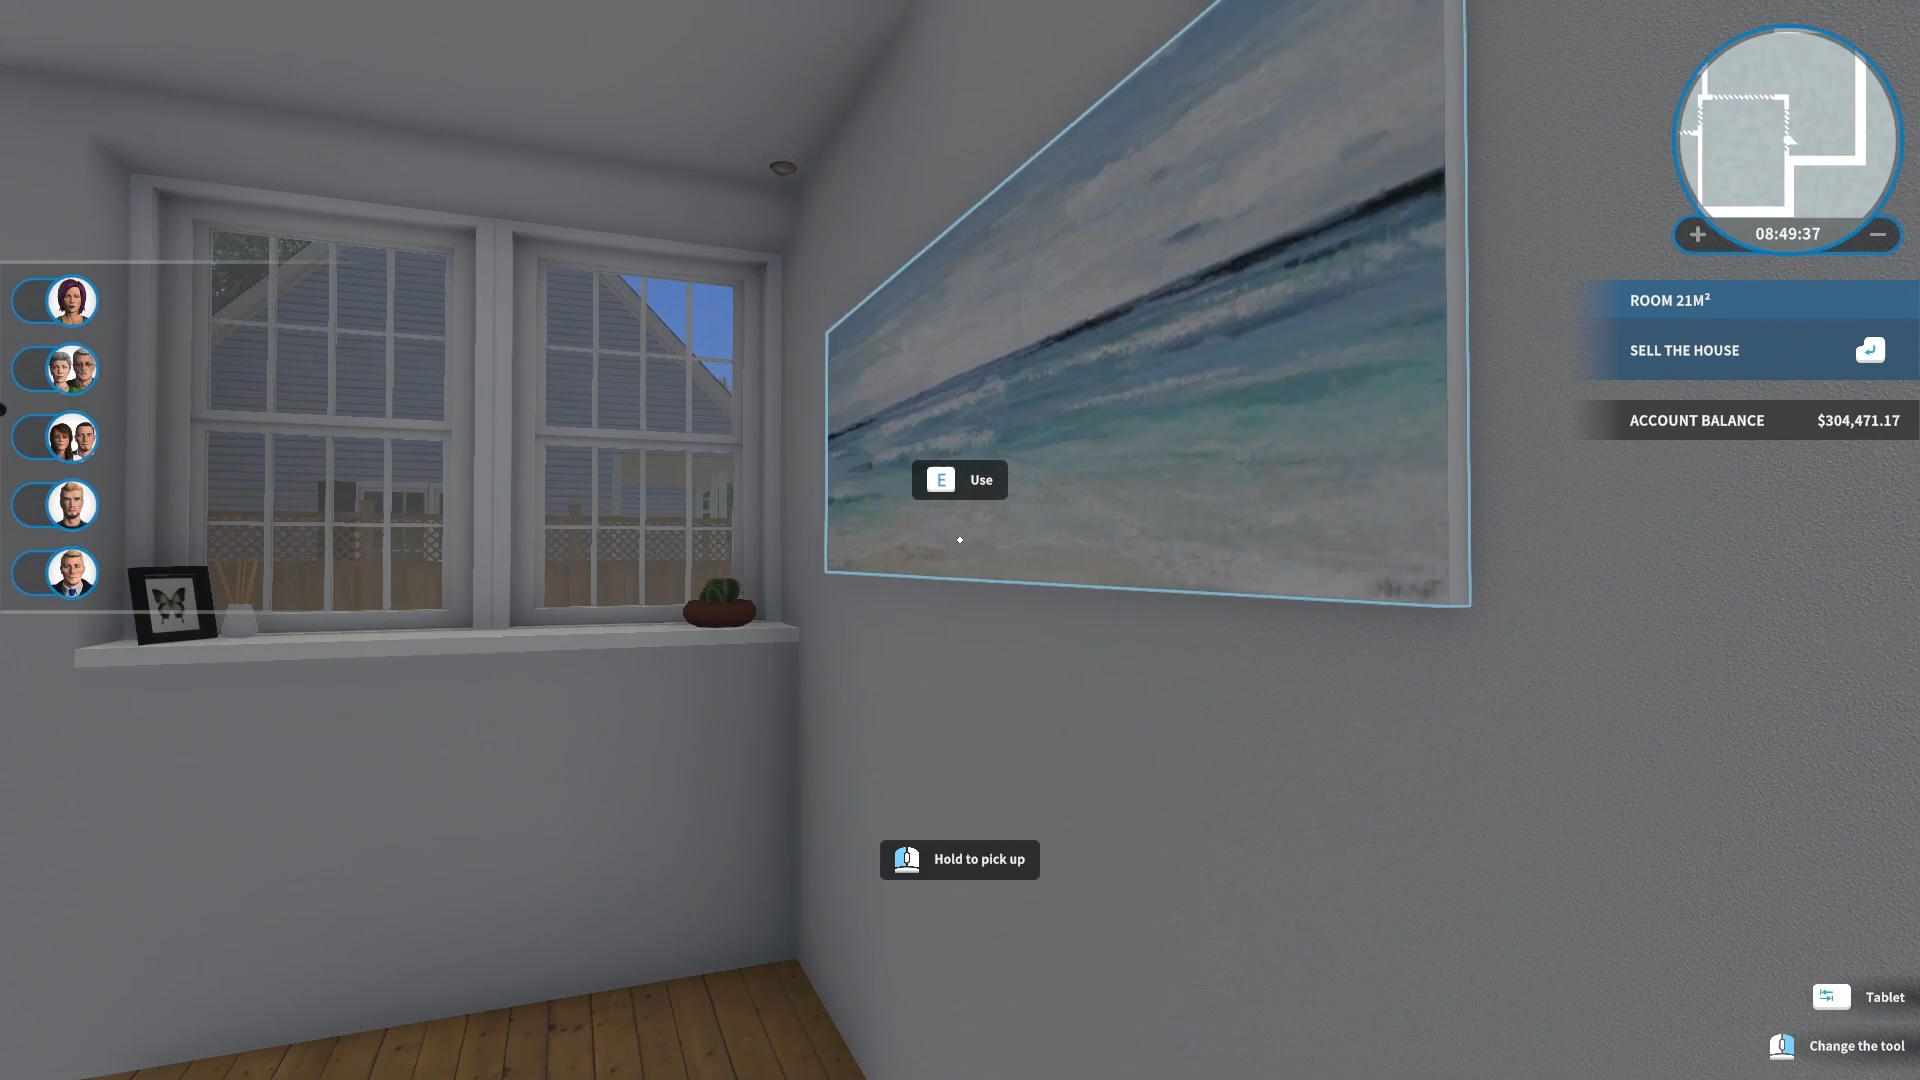 08:49:37
ROOM 21M²
SELL THE HOUSE
ACCOUNT BALANCE $304,471.17
E Use
Hold to pick up
Tablet
Change the tool